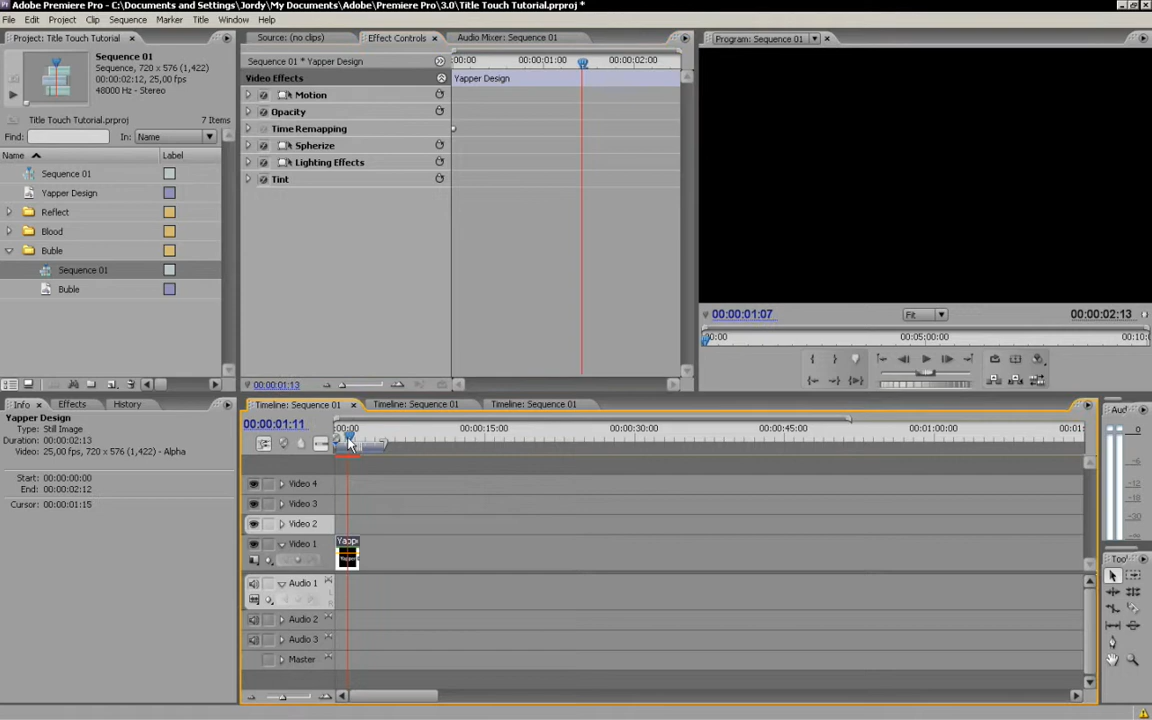 Adobe Premiere Pro - C:\Documents and Settings\Jordy\My Documents\Adobe\Premiere Pro\3.0\Title Touch Tutorial.prproj *
File Edit Project Clip Sequence Marker Title Window Help
Project: Title Touch Tutorial
Sequence 01
Sequence, 720 x 576 (1,422)
00:00:02:12, 25,00 fps
48000 Hz - Stereo
Title Touch Tutorial.prproj
7 Items
Find:
In: Name
Name
Label
Sequence 01
Yapper Design
Reflect
Blood
Buble
Sequence 01
Buble
Source: (no clips)
Effect Controls
Audio Mixer: Sequence 01
Sequence 01 * Yapper Design
:00:00 00:00:01:00 00:00:02:00
Video Effects
Yapper Design
Motion
Opacity
Time Remapping
Spherize
Lighting Effects
Tint
00:00:01:13
Program: Sequence 01
00:00:01:07
Fit
00:00:02:13
00:00 00:05:00:00 00:10:
Info Effects History
Yapper Design
Type: Still Image
Duration: 00:00:02:13
Video: 25,00 fps, 720 x 576 (1,422) - Alpha
Start: 00:00:00:00
End: 00:00:02:12
Cursor: 00:00:01:15
Timeline: Sequence 01
Timeline: Sequence 01
Timeline: Sequence 01
00:00:01:11
:00:00 00:00:15:00 00:00:30:00 00:00:45:00 00:01:00:00 00:01:
Video 4
Video 3
Video 2
Video 1
Yapp
Audio 1
L
R
Audio 2
Audio 3
Master
Aud
0
-6
-12
-18
-30
Too